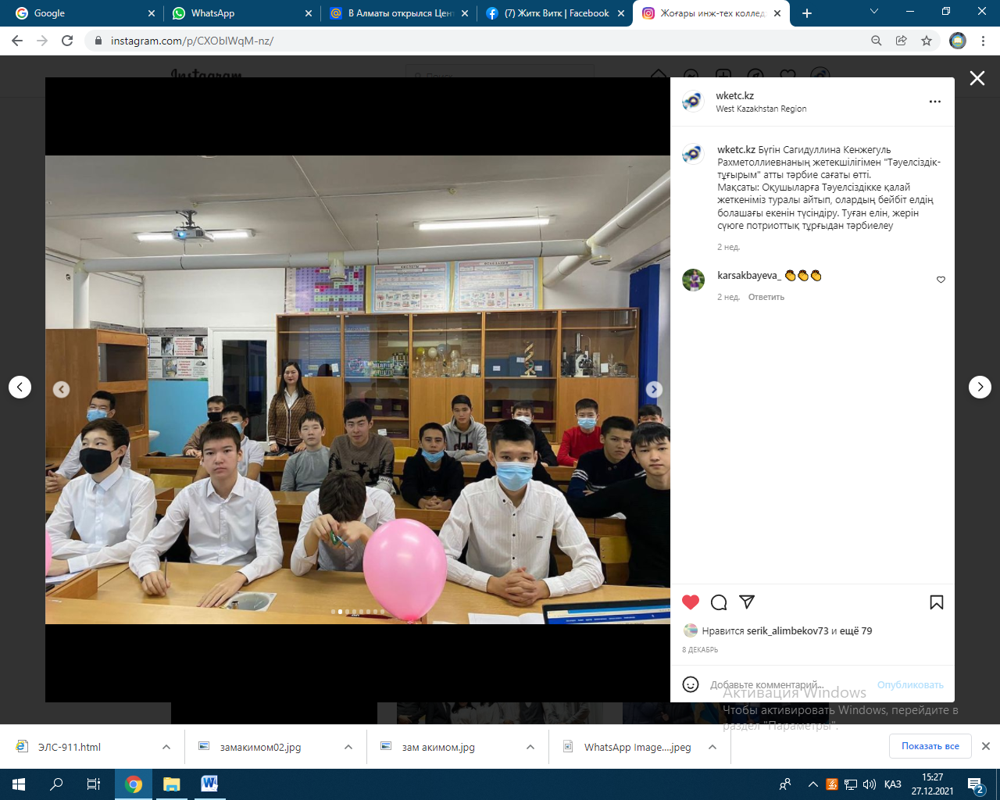 Google
WhatsApp
В Алматы открылся Цент
(7) Житк Витк | Facebook
Жоғары инж-тех коллед
instagram.com/p/CXOblWqM-nz/
Instagram
Поиск
wketc.kz
West Kazakhstan Region
wketc.kz Бүгін Сагидуллина Кенжегуль
Рахметоллиевнаның жетекшілігімен "Тәуелсіздік-
тұғырым" атты тәрбие сағаты өтті.
Мақсаты: Оқушыларға Тәуелсіздікке қалай
жеткеніміз туралы айтып, олардың бейбіт елдің
болашағы екенін түсіндіру. Туған елін, жерін
сүюге потриоттық тұрғыдан тәрбиелеу
2 нед.
karsakbayeva_ 👏👏👏
2 нед. Ответить
Нравится serik_alimbekov73 и ещё 79
8 ДЕКАБРЬ
Добавьте комментарий...
Опубликовать
Активация Windows
Чтобы активировать Windows, перейдите в
раздел "Параметры".
ЭЛС-911.html
замакимом02.jpg
зам акимом.jpg
WhatsApp Image....jpeg
Показать все
ҚАЗ
15:27
27.12.2021
2